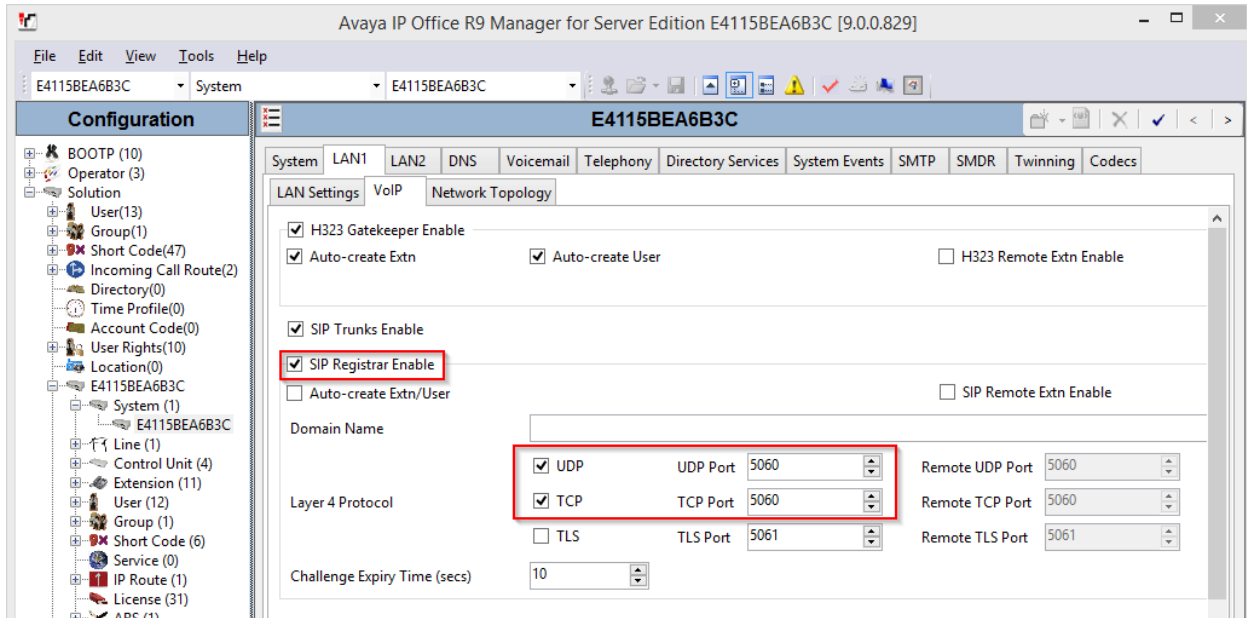 Avaya IP Office R9 Manager for Server Edition E4115BEA6B3C [9.0.0.829]
File Edit View Tools Help
E4115BEA6B3C System E4115BEA6B3C
Configuration
BOOTP (10)
Operator (3)
Solution
User(13)
Group(1)
Short Code(47)
Incoming Call Route(2)
Directory(0)
Time Profile(0)
Account Code(0)
User Rights(10)
Location(0)
E4115BEA6B3C
System (1)
E4115BEA6B3C
Line (1)
Control Unit (4)
Extension (11)
User (12)
Group (1)
Short Code (6)
Service (0)
IP Route (1)
License (31)
ARS (1)
E4115BEA6B3C
System LAN1 LAN2 DNS Voicemail Telephony Directory Services System Events SMTP SMDR Twinning Codecs
LAN Settings VoIP Network Topology
H323 Gatekeeper Enable
Auto-create Extn Auto-create User H323 Remote Extn Enable
SIP Trunks Enable
SIP Registrar Enable
Auto-create Extn/User SIP Remote Extn Enable
Domain Name
UDP UDP Port 5060 Remote UDP Port 5060
Layer 4 Protocol TCP TCP Port 5060 Remote TCP Port 5060
TLS TLS Port 5061 Remote TLS Port 5061
Challenge Expiry Time (secs) 10